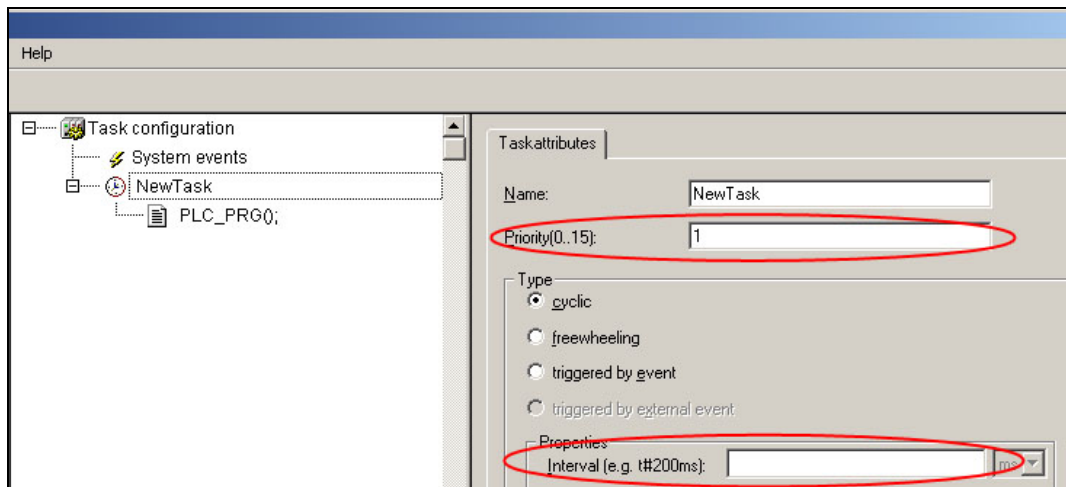 Help
Task configuration
System events
NewTask
PLC_PRG();
Taskattributes
Name: NewTask
Priority(0..15): 1
Type
cyclic
freewheeling
triggered by event
triggered by external event
Properties
Interval (e.g. t#200ms): ms